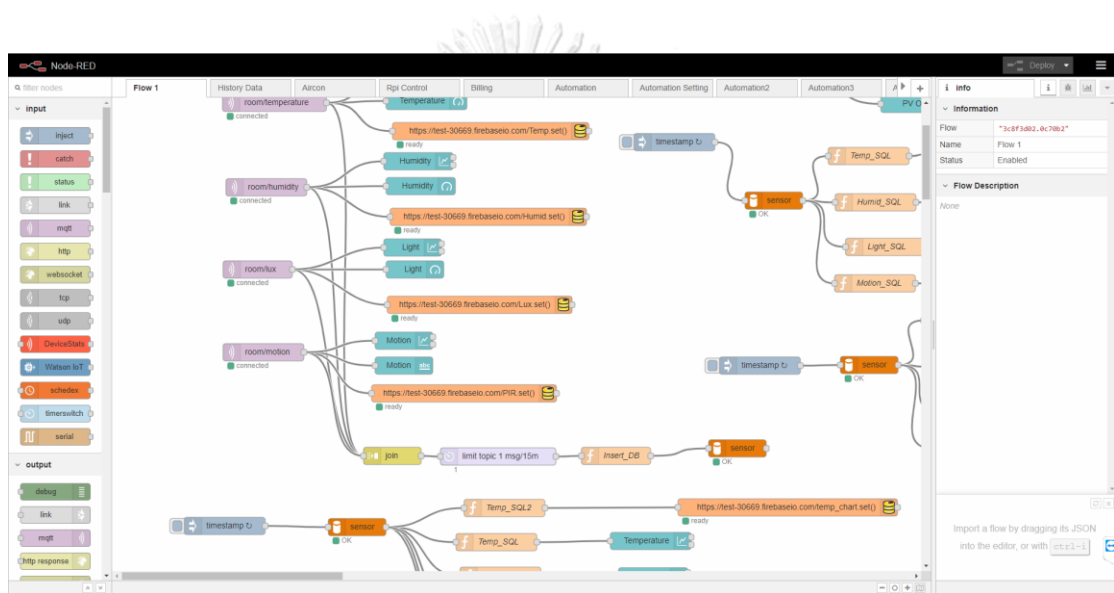 Node-RED
Deploy
filter nodes
Flow 1
History Data
Aircon
Rpi Control
Billing
Automation
Automation Setting
Automation2
Automation3
i info
input
inject
catch
status
link
mqtt
http
websocket
tcp
udp
DeviceStats
Watson IoT
schedex
timerswitch
serial
output
debug
link
mqtt
http response
room/temperature
connected
Temperature
https://test-30669.firebaseio.com/Temp.set()
ready
Humidity
room/humidity
connected
Humidity
https://test-30669.firebaseio.com/Humid.set()
ready
Light
room/lux
connected
Light
https://test-30669.firebaseio.com/Lux.set()
ready
Motion
room/motion
connected
Motion
abc
https://test-30669.firebaseio.com/PIR.set()
ready
join
limit topic 1 msg/15m
1
Insert_DB
sensor
OK
timestamp ↻
sensor
OK
Temp_SQL2
https://test-30669.firebaseio.com/temp_chart.set()
ready
Temp_SQL
Temperature
PV O
timestamp ↻
sensor
OK
Temp_SQL
Humid_SQL
Light_SQL
Motion_SQL
timestamp ↻
sensor
OK
Information
Flow "3c8f3d02.0c70b2"
Name Flow 1
Status Enabled
Flow Description
None
Import a flow by dragging its JSON
into the editor, or with ctrl-i